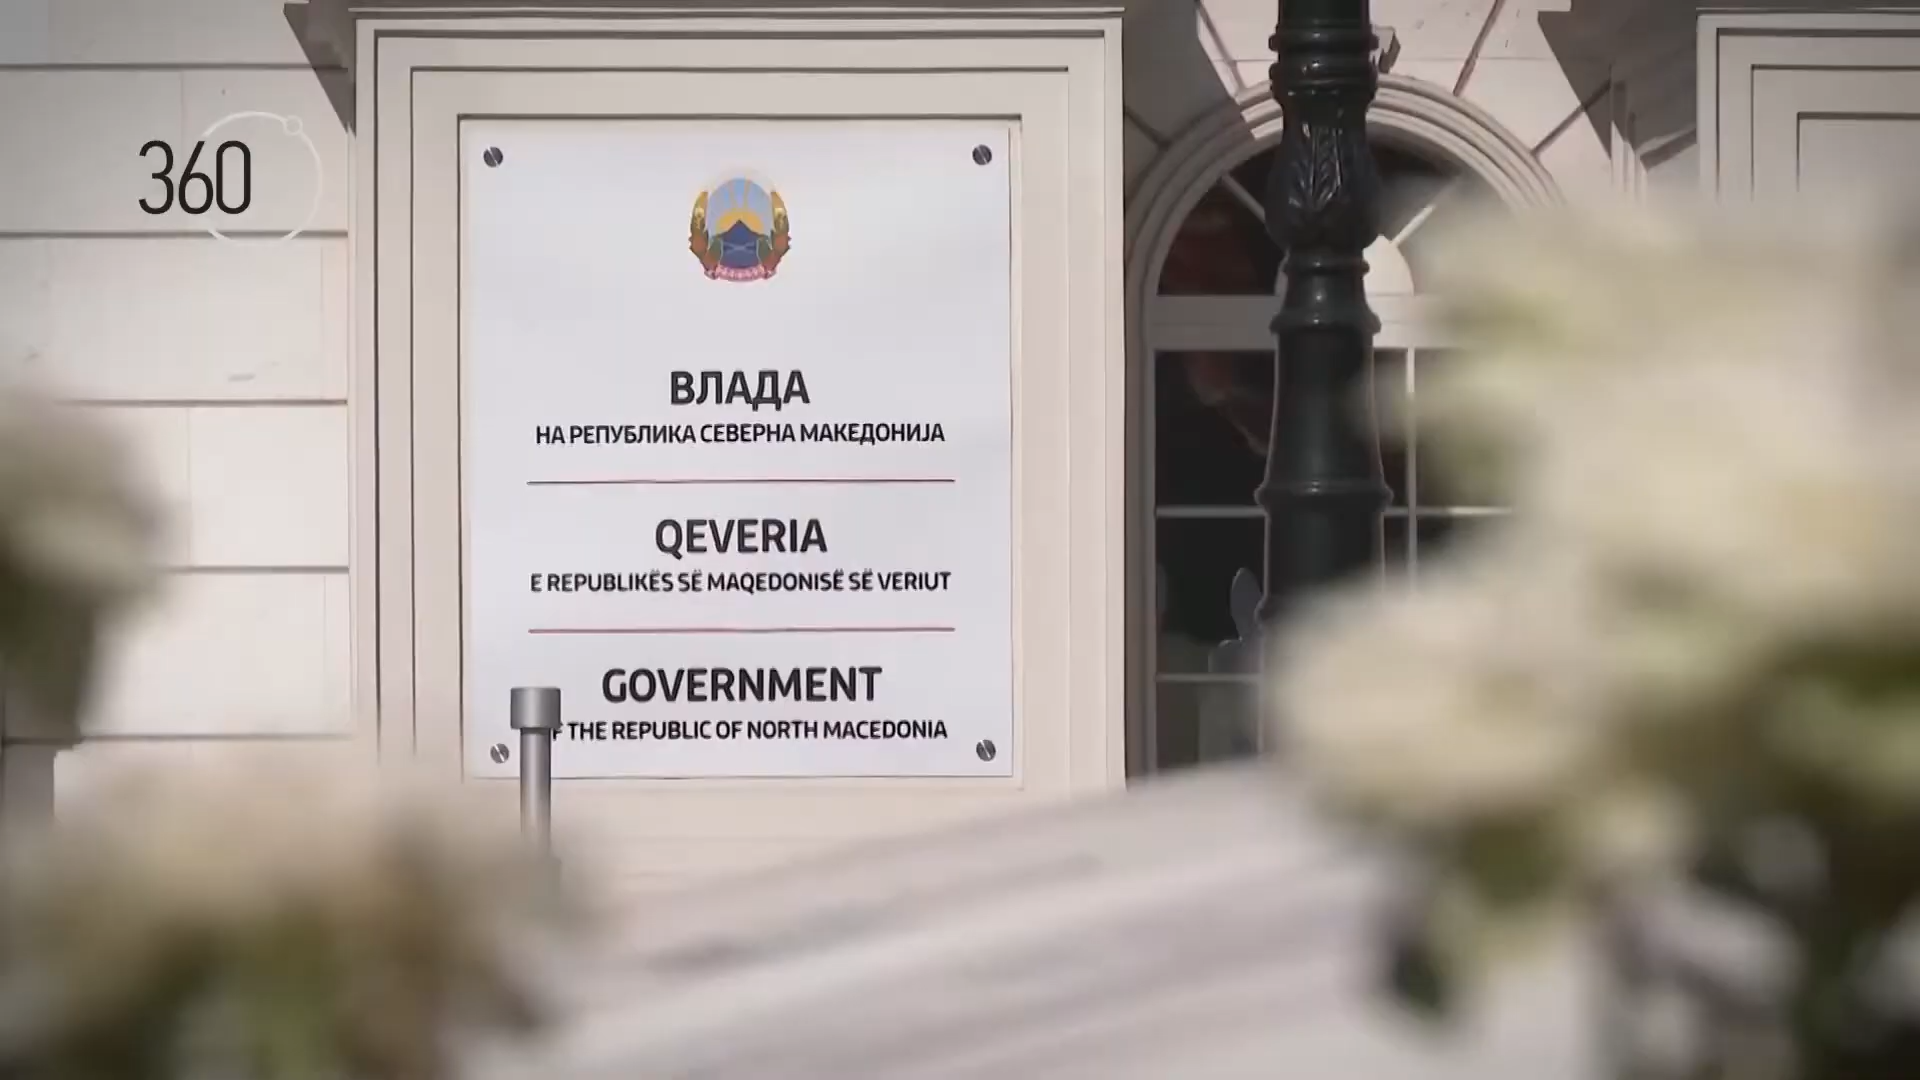 360
ВЛАДА
НА РЕПУБЛИКА СЕВЕРНА МАКЕДОНИЈА
QEVERIA
E REPUBLIKËS SË MAQEDONISË SË VERIUT
GOVERNMENT
THE REPUBLIC OF NORTH MACEDONIA